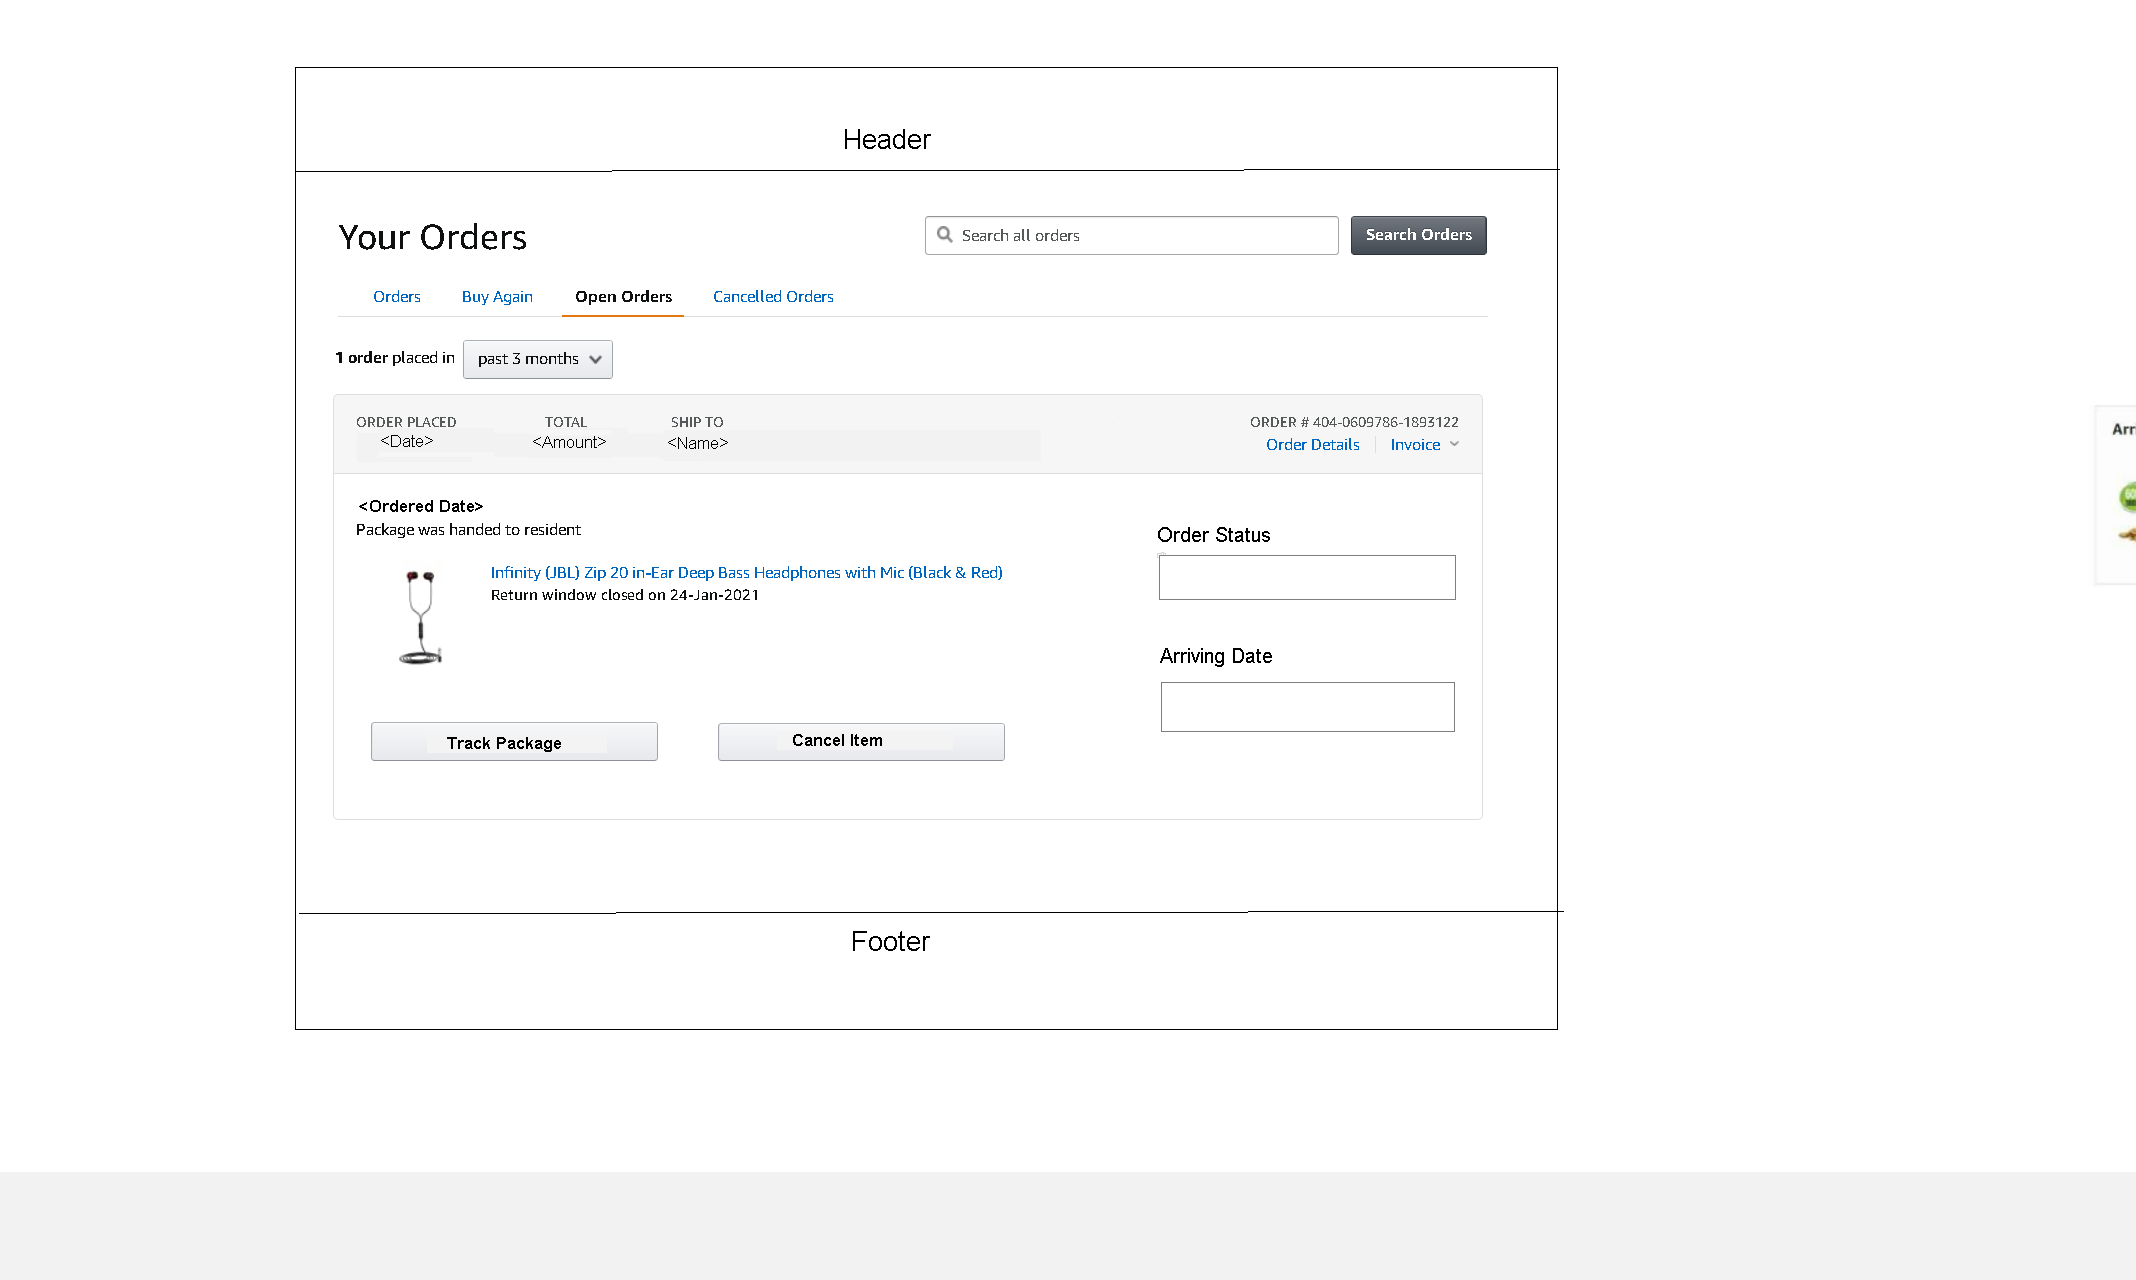 Header
Your Orders
Search all orders
Search Orders
Orders Buy Again Open Orders Cancelled Orders
1 order placed in past 3 months
ORDER PLACED TOTAL SHIP TO ORDER # 404-0609786-1893122
<Date> <Amount> <Name> Order Details Invoice
<Ordered Date>
Package was handed to resident
Infinity (JBL) Zip 20 in-Ear Deep Bass Headphones with Mic (Black & Red)
Return window closed on 24-Jan-2021
Order Status
Arriving Date
Track Package Cancel Item
Footer